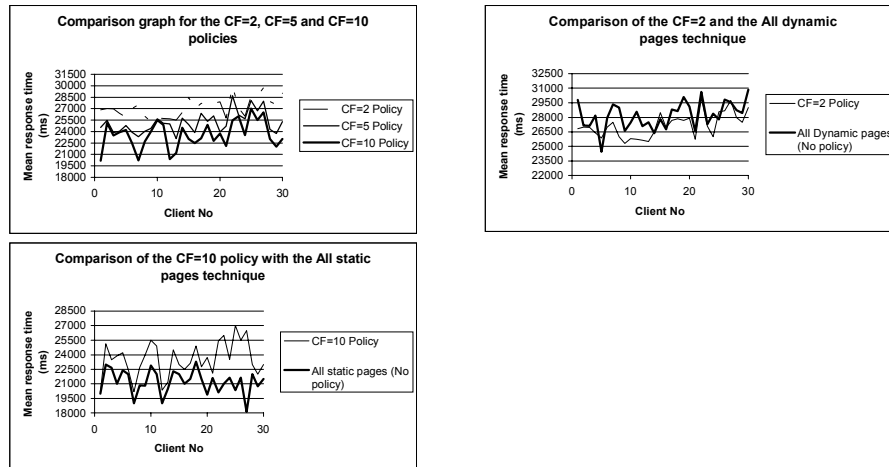 Comparison graph for the CF=2, CF=5 and CF=10
policies
Mean response time
(ms)
31500
30000
28500
27000
25500
24000
22500
21000
19500
18000
0
10
20
30
Client No
CF=2 Policy
CF=5 Policy
CF=10 Policy
Comparison of the CF=2 and the All dynamic
pages technique
Mean response time
(ms)
32500
31000
29500
28000
26500
25000
23500
22000
0
10
20
30
Client No
CF=2 Policy
All Dynamic pages
(No policy)
Comparison of the CF=10 policy with the All static
pages technique
Mean response time
(ms)
28500
27000
25500
24000
22500
21000
19500
18000
0
10
20
30
Client No
CF=10 Policy
All static pages (No
policy)